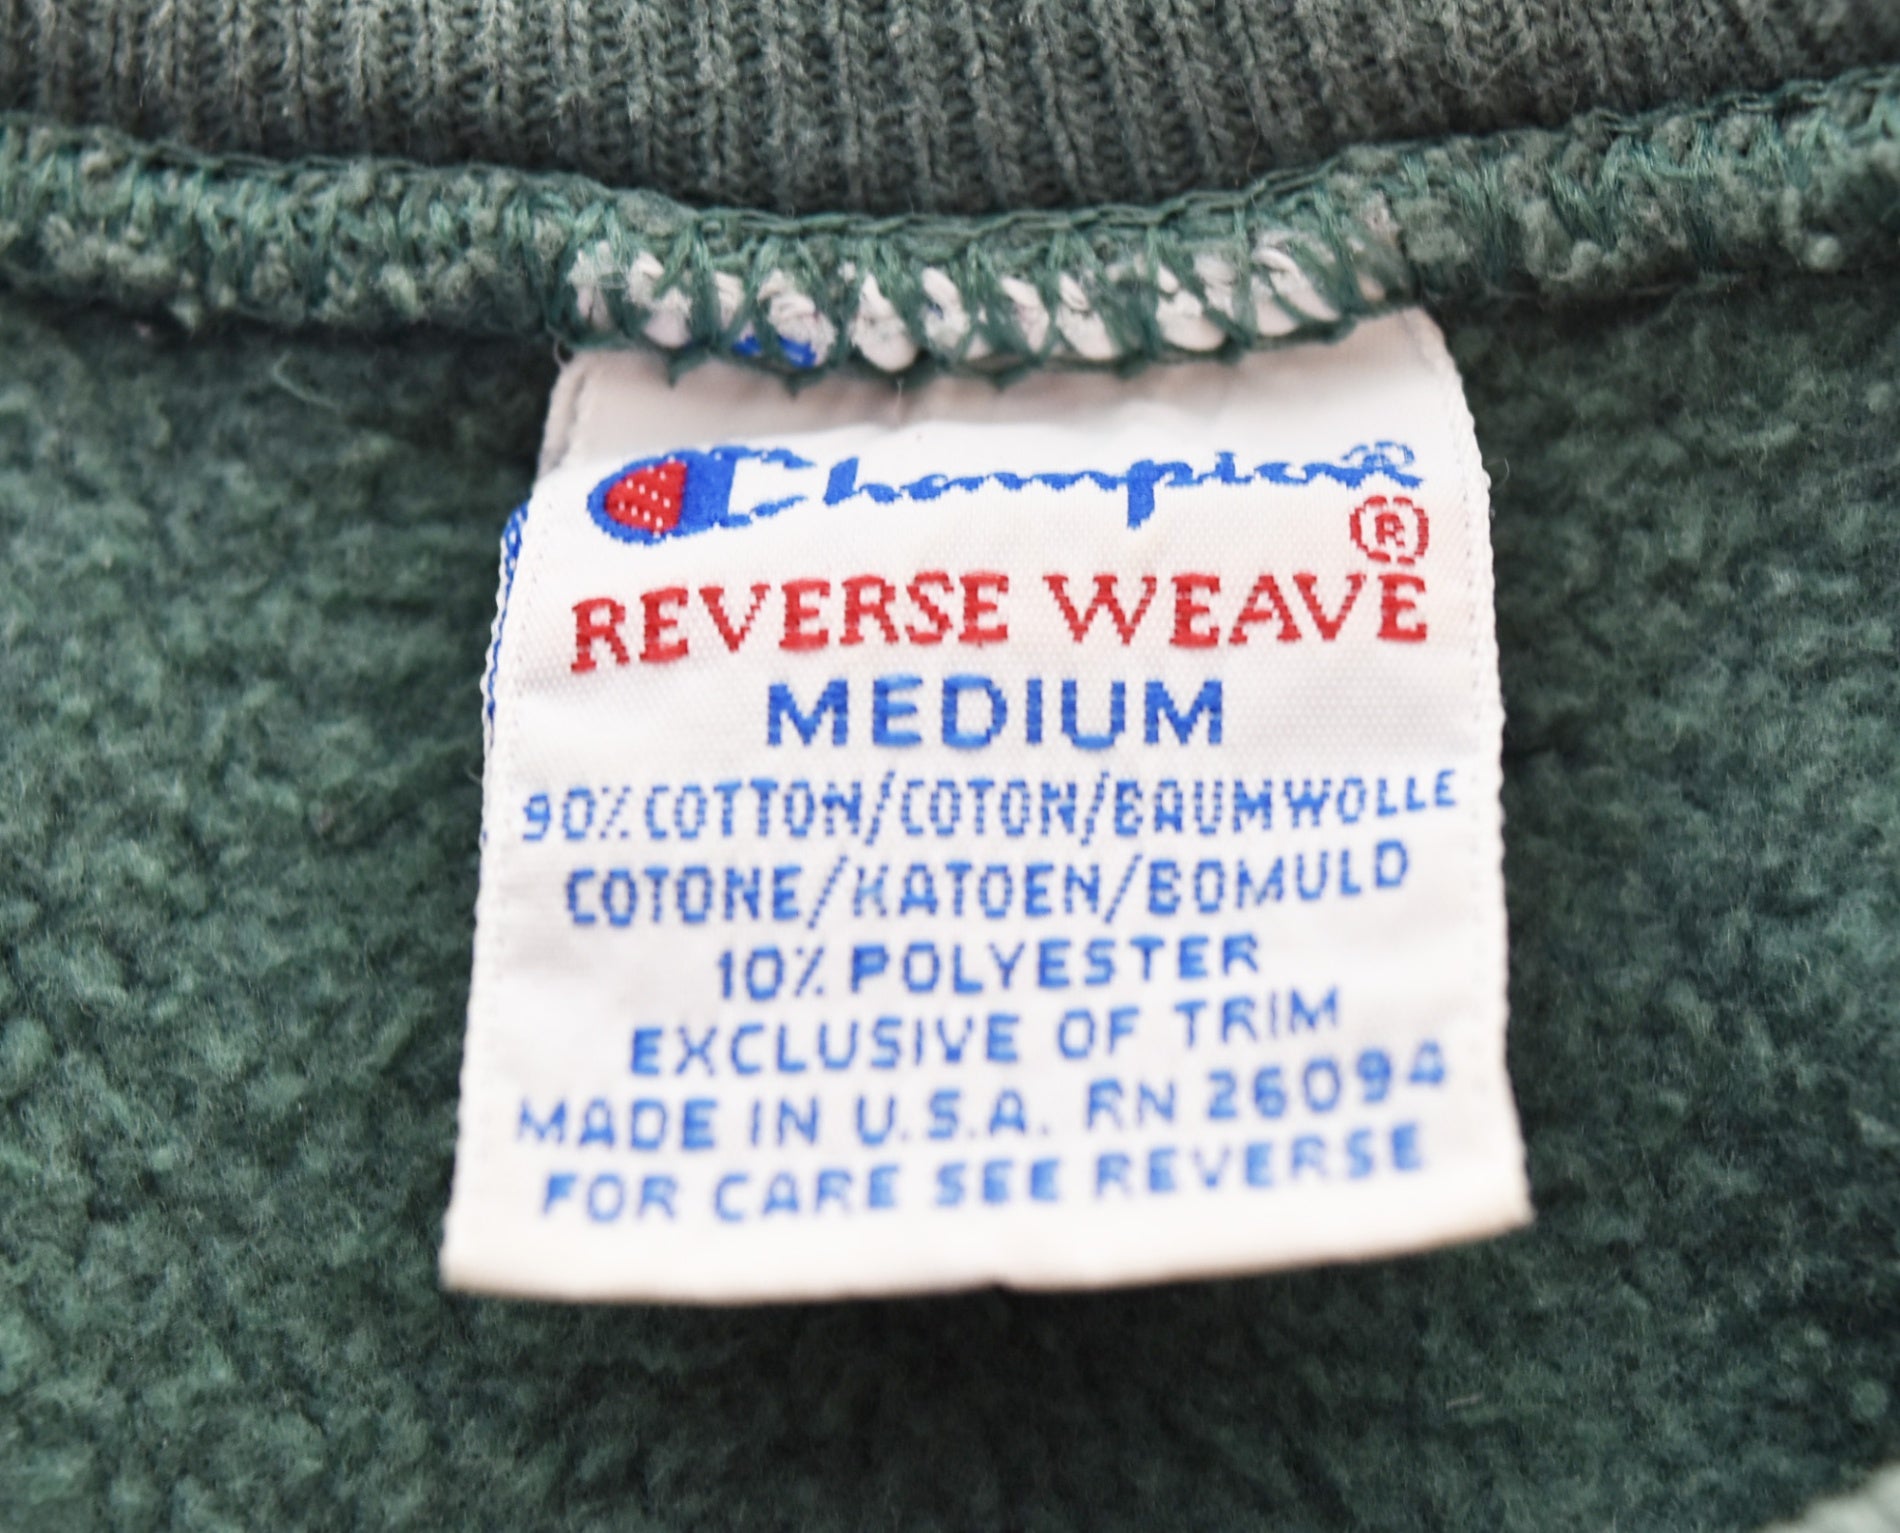 Champion®
®
REVERSE WEAVE
MEDIUM
90% COTTON/COTON/BAUMWOLLE
COTONE/KATOEN/BOMULD
10% POLYESTER
EXCLUSIVE OF TRIM
MADE IN U.S.A. RN 26094
FOR CARE SEE REVERSE